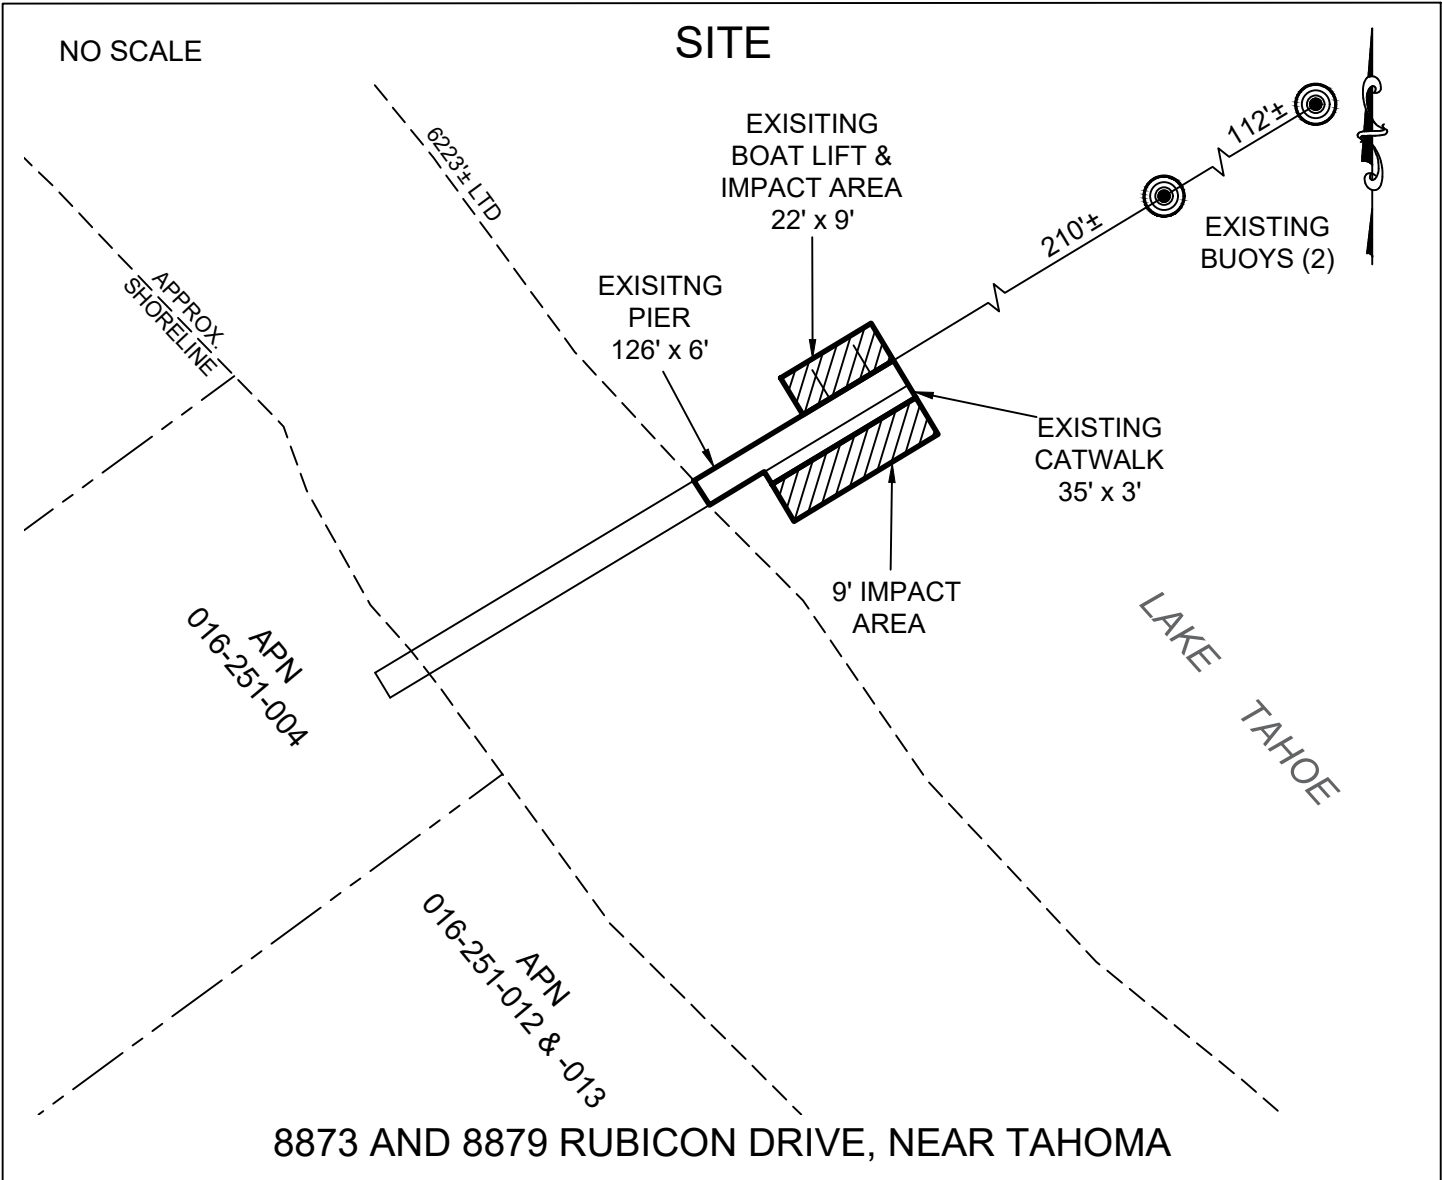 NO SCALE
SITE
6223'± LTD
EXISITING
BOAT LIFT &
IMPACT AREA
22' x 9'
112'±
210'±
EXISTING
BUOYS (2)
APPROX.
SHORELINE
EXISITNG
PIER
126' x 6'
EXISTING
CATWALK
35' x 3'
9' IMPACT
AREA
APN
016-251-004
LAKE TAHOE
APN
016-251-012 & -013
8873 AND 8879 RUBICON DRIVE, NEAR TAHOMA